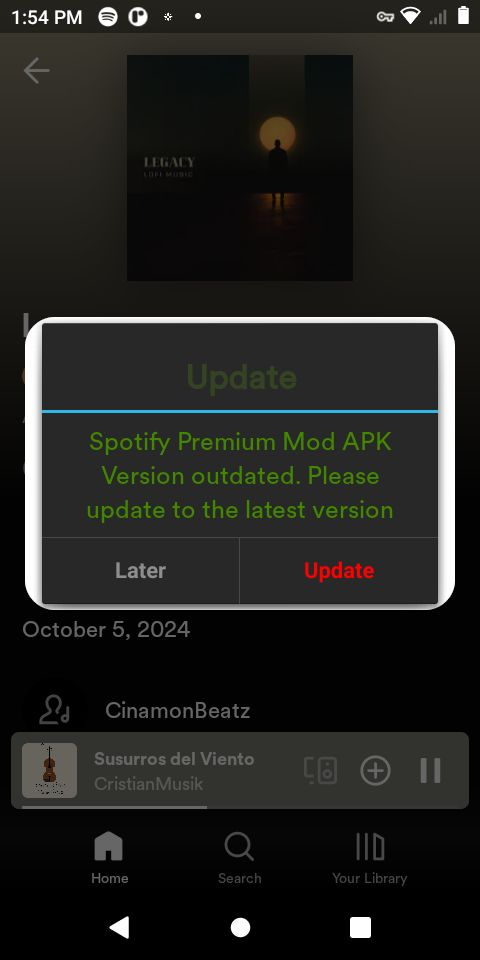 1:54 PM
LEGACY
LOFI MUSIC
Update
Spotify Premium Mod APK
Version outdated. Please
update to the latest version
Later
Update
October 5, 2024
CinamonBeatz
Susurros del Viento
CristianMusik
Home
Search
Your Library